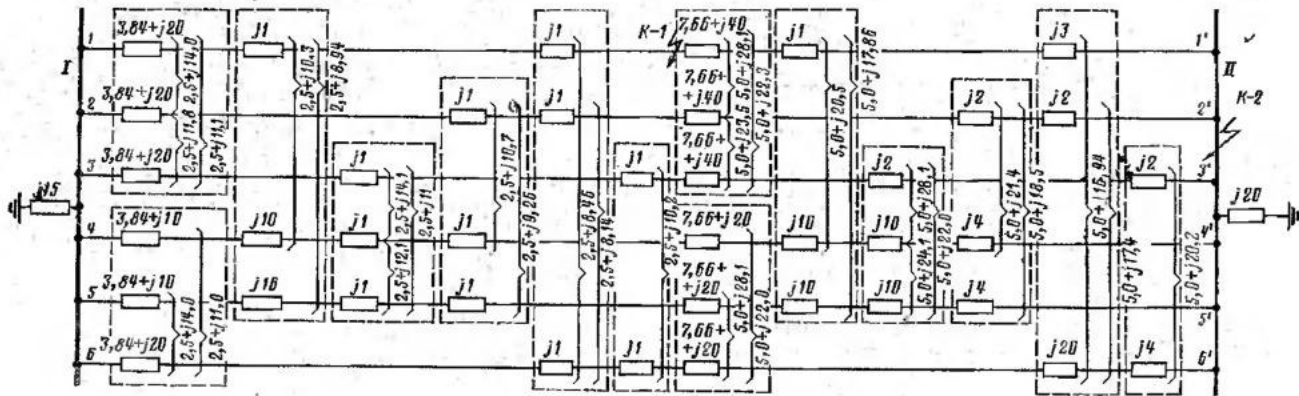 3,84+j20
j1
j1
К-1
7,66+j40
j1
j3
1
1'
I
II
2,5+j14,0
2,5+j10,3
2,5+j8,94
5,0+j28,1
5,0+j17,86
3,84+j20
2
j1
j1
7,66+
+j40
j2
j2
2'
К-2
2,5+j11,8
2,5+j11,1
2,5+j10,7
5,0+j23,5
5,0+j22,3
5,0+j20,5
3,84+j20
3
j1
j1
7,66+
+j40
j2
j2
3'
j15
j20
2,5+j14,1
2,5+j11
2,5+j9,26
2,5+j8,46
2,5+j8,14
2,5+j10,2
5,0+j28,1
5,0+j21,4
5,0+j18,5
5,0+j16,94
3,84+j10
4
j10
j1
j1
7,66+j20
j10
j10
j4
4'
2,5+j12,1
5,0+j24,1
5,0+j22,0
5,0+j17,4
5,0+j20,2
3,84+j10
5
j16
j1
j1
7,66+
+j20
j10
j10
j4
5'
2,5+j14,0
2,5+j11,0
5,0+j28,1
5,0+j22,0
3,84+j20
6
j1
j1
7,66+
+j20
j20
j4
6'